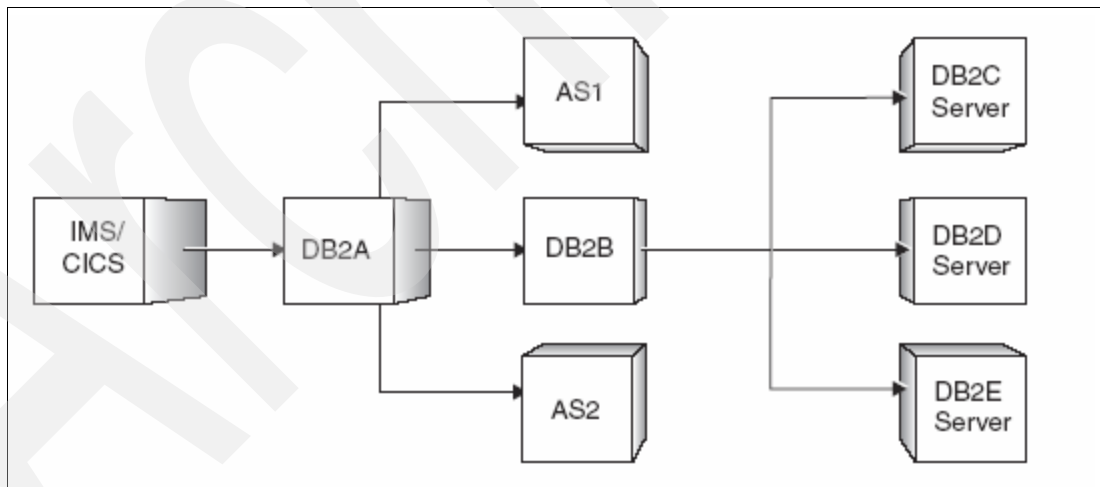 AS1
DB2C
Server
IMS/
CICS
DB2A
DB2B
DB2D
Server
AS2
DB2E
Server